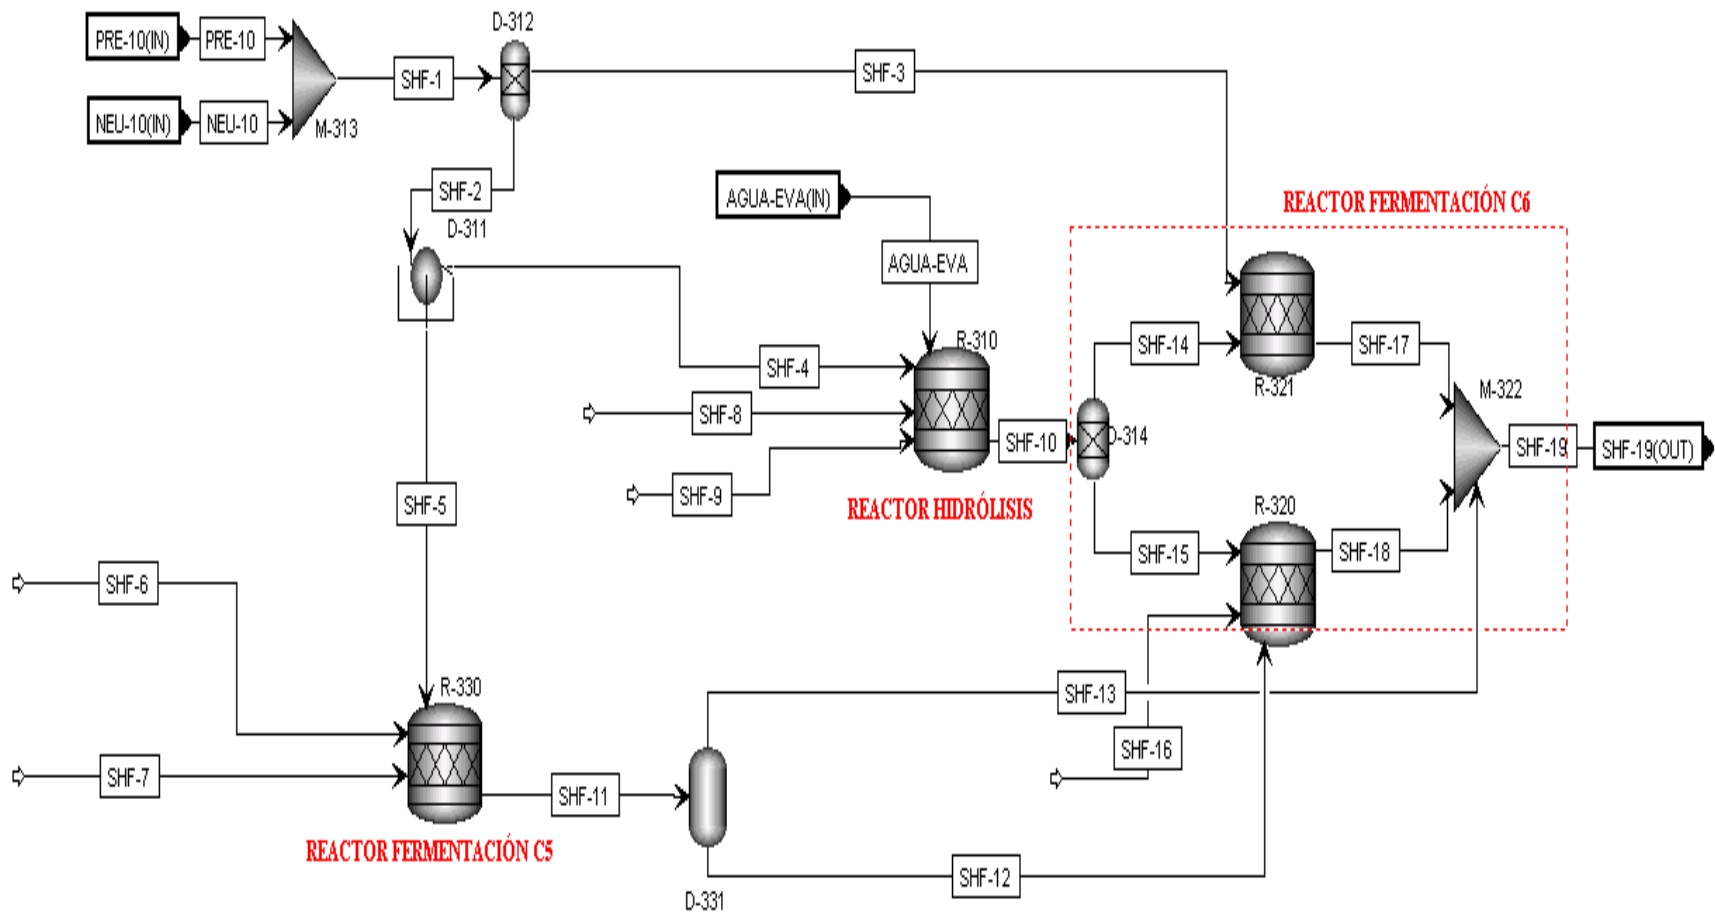 D-312
PRE-10(IN)
PRE-10
SHF-1
SHF-3
NEU-10(IN)
NEU-10
M-313
SHF-2
AGUA-EVA(IN)
REACTOR FERMENTACIÓN C6
D-311
AGUA-EVA
R-310
SHF-14
SHF-17
SHF-4
R-321
M-322
SHF-8
SHF-10
D-314
SHF-19
SHF-19(OUT)
SHF-9
REACTOR HIDRÓLISIS
SHF-5
R-320
SHF-15
SHF-18
SHF-6
R-330
SHF-13
SHF-16
SHF-7
SHF-11
REACTOR FERMENTACIÓN C5
SHF-12
D-331